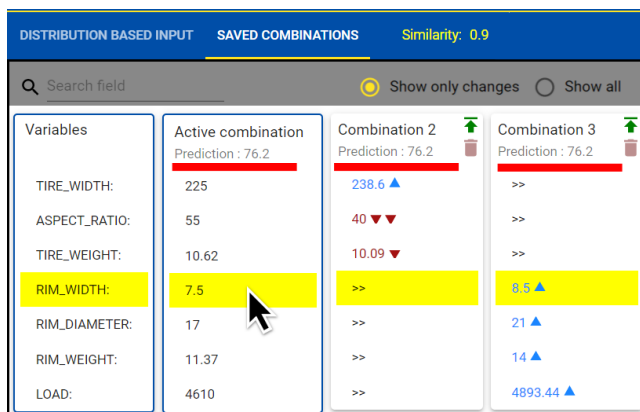 DISTRIBUTION BASED INPUT SAVED COMBINATIONS Similarity: 0.9
Search field Show only changes Show all
Variables Active combination Combination 2 Combination 3
Prediction : 76.2 Prediction : 76.2 Prediction : 76.2
TIRE_WIDTH: 225 238.6 ▲ >>
ASPECT_RATIO: 55 40 ▼▼ >>
TIRE_WEIGHT: 10.62 10.09 ▼ >>
RIM_WIDTH: 7.5 >> 8.5 ▲
RIM_DIAMETER: 17 >> 21 ▲
RIM_WEIGHT: 11.37 >> 14 ▲
LOAD: 4610 >> 4893.44 ▲